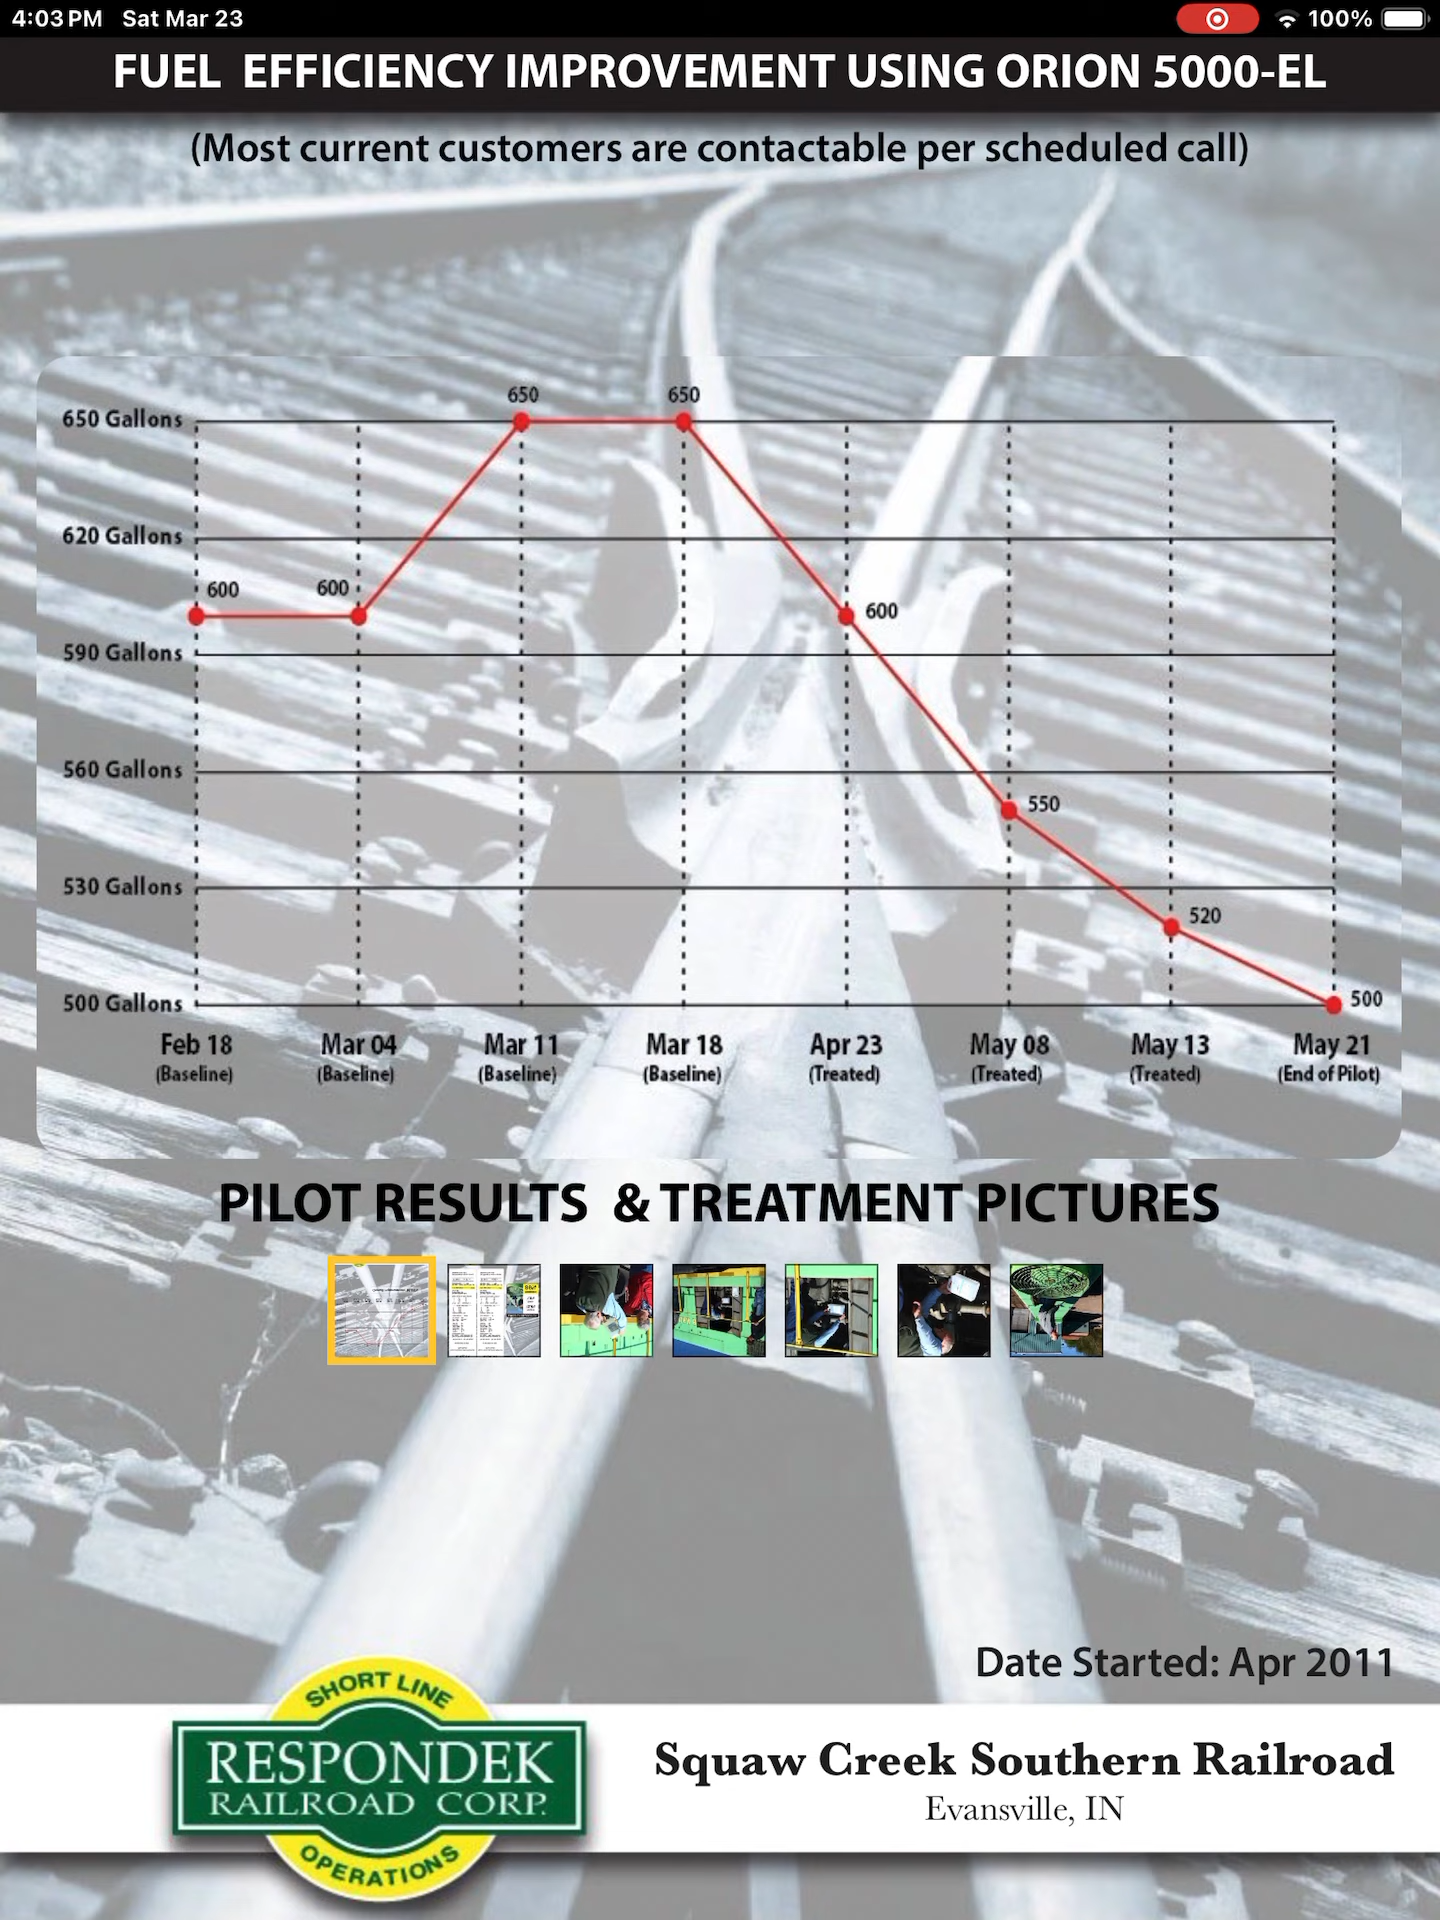 4:03 PM Sat Mar 23
100%
FUEL EFFICIENCY IMPROVEMENT USING ORION 5000-EL
(Most current customers are contactable per scheduled call)
650 650
650 Gallons
620 Gallons
600 600
600
590 Gallons
560 Gallons
550
530 Gallons
520
500 Gallons
500
Feb 18 Mar 04 Mar 11 Mar 18 Apr 23 May 08 May 13 May 21
(Baseline) (Baseline) (Baseline) (Baseline) (Treated) (Treated) (Treated) (End of Pilot)
PILOT RESULTS & TREATMENT PICTURES
Date Started: Apr 2011
SHORT LINE
RESPONDEK
RAILROAD CORP.
OPERATIONS
Squaw Creek Southern Railroad
Evansville, IN